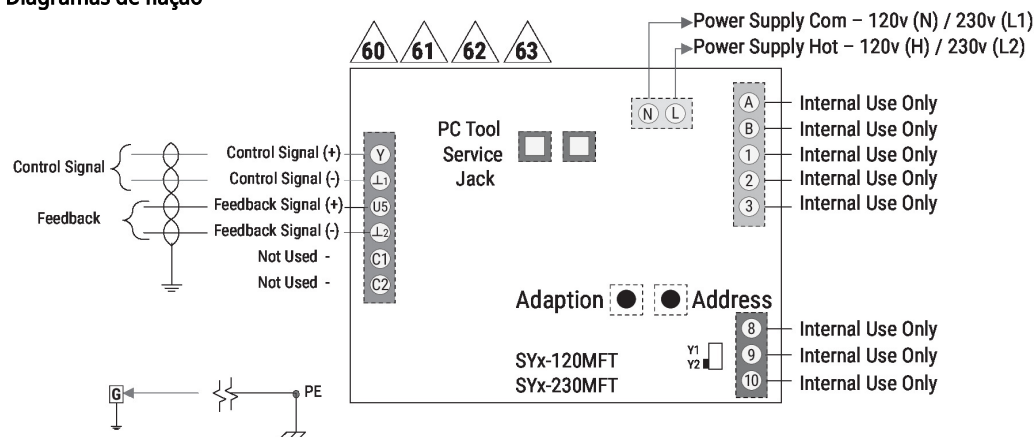 Diagramas de fiação
Power Supply Com – 120v (N) / 230v (L1)
Power Supply Hot – 120v (H) / 230v (L2)
60 61 62 63
N L
PC Tool
Service
Jack
A Internal Use Only
B Internal Use Only
1 Internal Use Only
2 Internal Use Only
3 Internal Use Only
Control Signal
Feedback
Control Signal (+) Y
Control Signal (-) ⊥1
Feedback Signal (+) U5
Feedback Signal (-) ⊥2
Not Used - C1
Not Used - C2
Adaption Address
8 Internal Use Only
9 Internal Use Only
10 Internal Use Only
Y1
Y2
SYx-120MFT
SYx-230MFT
G PE